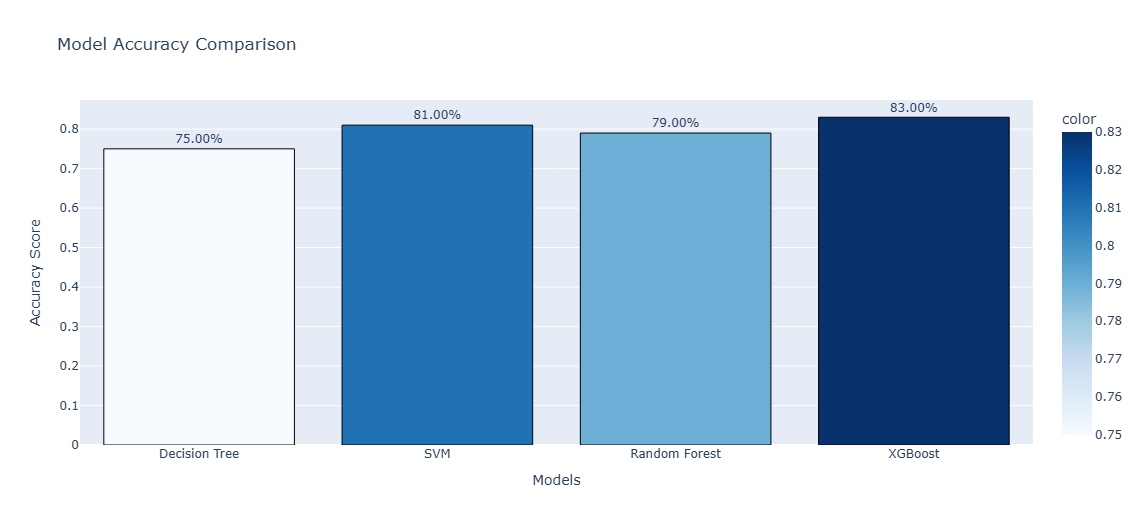 Model Accuracy Comparison
75.00%
81.00%
79.00%
83.00%
Accuracy Score
0.8
0.7
0.6
0.5
0.4
0.3
0.2
0.1
0
Decision Tree
SVM
Random Forest
XGBoost
Models
color
0.83
0.82
0.81
0.8
0.79
0.78
0.77
0.76
0.75